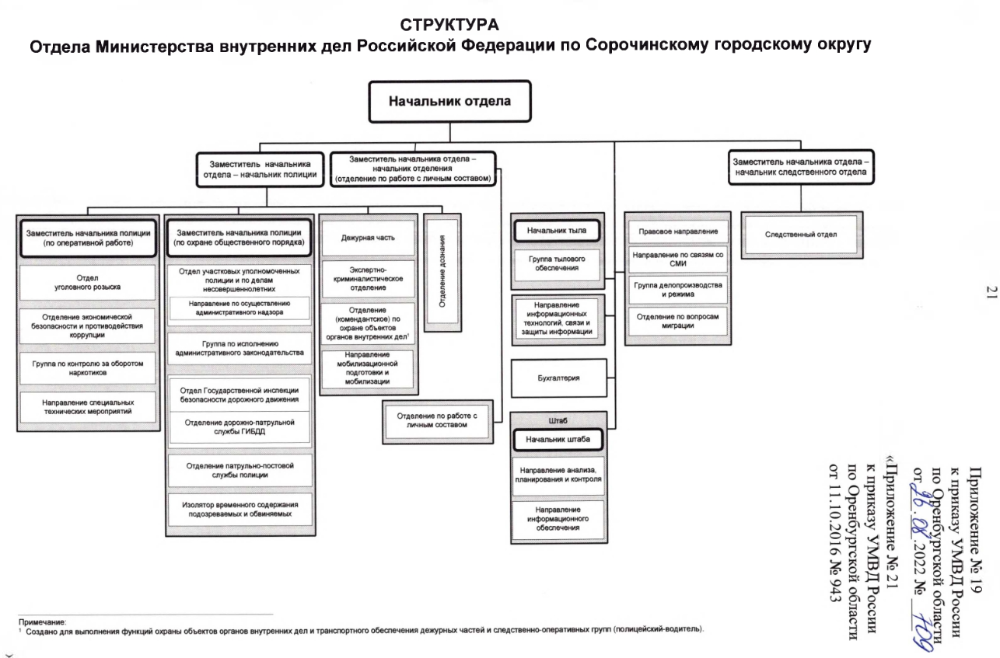 СТРУКТУРА
Отдела Министерства внутренних дел Российской Федерации по Сорочинскому городскому округу
Начальник отдела
Заместитель начальника
отдела – начальник полиции
Заместитель начальника отдела –
начальник отделения
(отделение по работе с личным составом)
Заместитель начальника отдела –
начальник следственного отдела
Заместитель начальника полиции
(по оперативной работе)
Отдел
уголовного розыска
Отделение экономической
безопасности и противодействия
коррупции
Группа по контролю за оборотом
наркотиков
Направление специальных
технических мероприятий
Заместитель начальника полиции
(по охране общественного порядка)
Отдел участковых уполномоченных
полиции и по делам
несовершеннолетних
Направление по осуществлению
административного надзора
Группа по исполнению
административного законодательства
Отдел Государственной инспекции
безопасности дорожного движения
Отделение дорожно-патрульной
службы ГИБДД
Отделение патрульно-постовой
службы полиции
Изолятор временного содержания
подозреваемых и обвиняемых
Дежурная часть
Экспертно-
криминалистическое
отделение
Отделение
(комендантское) по
охране объектов
органов внутренних дел¹
Направление
мобилизационной
подготовки и
мобилизации
Отделение дознания
Отделение по работе с
личным составом
Начальник тыла
Группа тылового
обеспечения
Направление
информационных
технологий, связи и
защиты информации
Бухгалтерия
Штаб
Начальник штаба
Направление анализа,
планирования и контроля
Направление
информационного
обеспечения
Правовое направление
Направление по связям со
СМИ
Группа делопроизводства
и режима
Отделение по вопросам
миграции
Следственный отдел
21
Приложение № 19
к приказу УМВД России
по Оренбургской области
от 26.08.2022 № 709
«Приложение № 21
к приказу УМВД России
по Оренбургской области
от 11.10.2016 № 943
Примечание:
¹ Создано для выполнения функций охраны объектов органов внутренних дел и транспортного обеспечения дежурных частей и следственно-оперативных групп (полицейский-водитель).